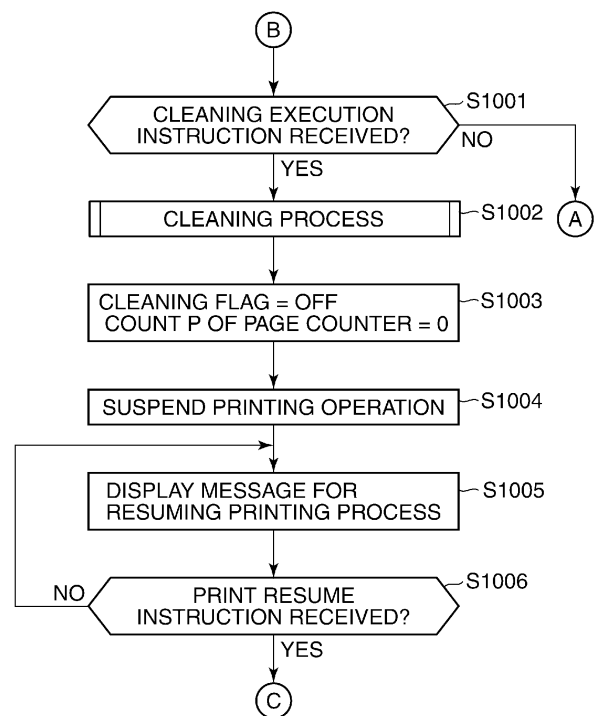 B
CLEANING EXECUTION
INSTRUCTION RECEIVED?
S1001
NO
YES
A
CLEANING PROCESS
S1002
CLEANING FLAG = OFF
COUNT P OF PAGE COUNTER = 0
S1003
SUSPEND PRINTING OPERATION
S1004
DISPLAY MESSAGE FOR
RESUMING PRINTING PROCESS
S1005
PRINT RESUME
INSTRUCTION RECEIVED?
S1006
NO
YES
C